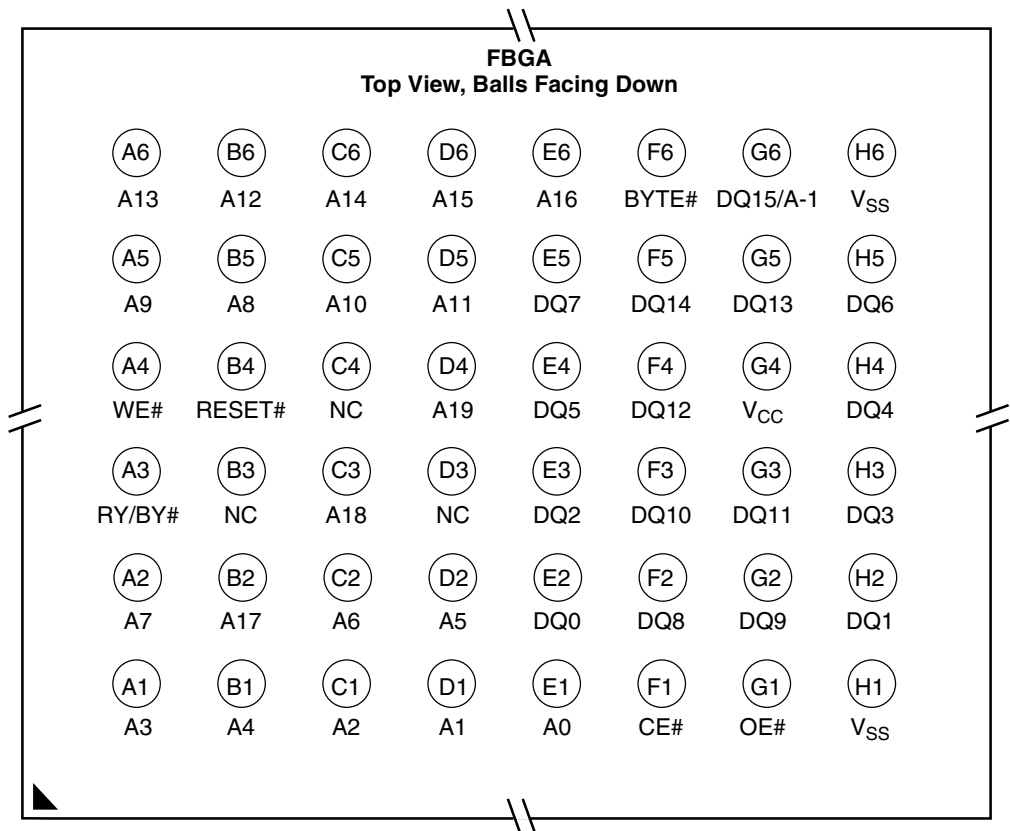 FBGA
Top View, Balls Facing Down
A6 B6 C6 D6 E6 F6 G6 H6
A13 A12 A14 A15 A16 BYTE# DQ15/A-1 VSS
A5 B5 C5 D5 E5 F5 G5 H5
A9 A8 A10 A11 DQ7 DQ14 DQ13 DQ6
A4 B4 C4 D4 E4 F4 G4 H4
WE# RESET# NC A19 DQ5 DQ12 VCC DQ4
A3 B3 C3 D3 E3 F3 G3 H3
RY/BY# NC A18 NC DQ2 DQ10 DQ11 DQ3
A2 B2 C2 D2 E2 F2 G2 H2
A7 A17 A6 A5 DQ0 DQ8 DQ9 DQ1
A1 B1 C1 D1 E1 F1 G1 H1
A3 A4 A2 A1 A0 CE# OE# VSS